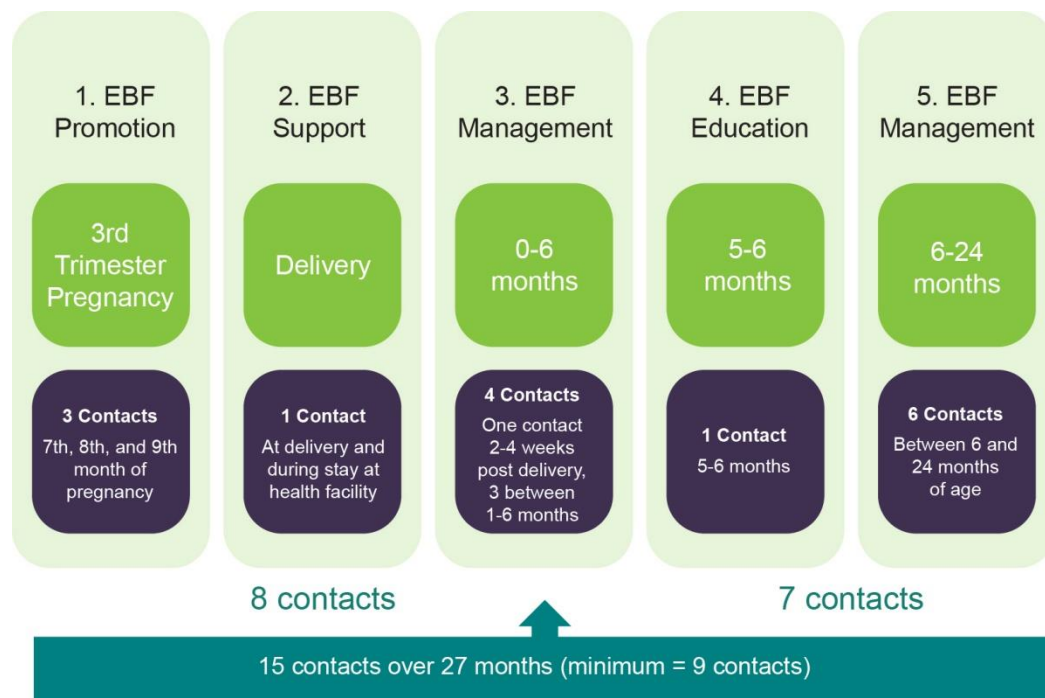 1. EBF
Promotion
3rd
Trimester
Pregnancy
3 Contacts
7th, 8th, and 9th
month of
pregnancy
2. EBF
Support
Delivery
1 Contact
At delivery and
during stay at
health facility
3. EBF
Management
0-6
months
4 Contacts
One contact
2-4 weeks
post delivery,
3 between
1-6 months
4. EBF
Education
5-6
months
1 Contact
5-6 months
5. EBF
Management
6-24
months
6 Contacts
Between 6 and
24 months
of age
8 contacts
7 contacts
15 contacts over 27 months (minimum = 9 contacts)